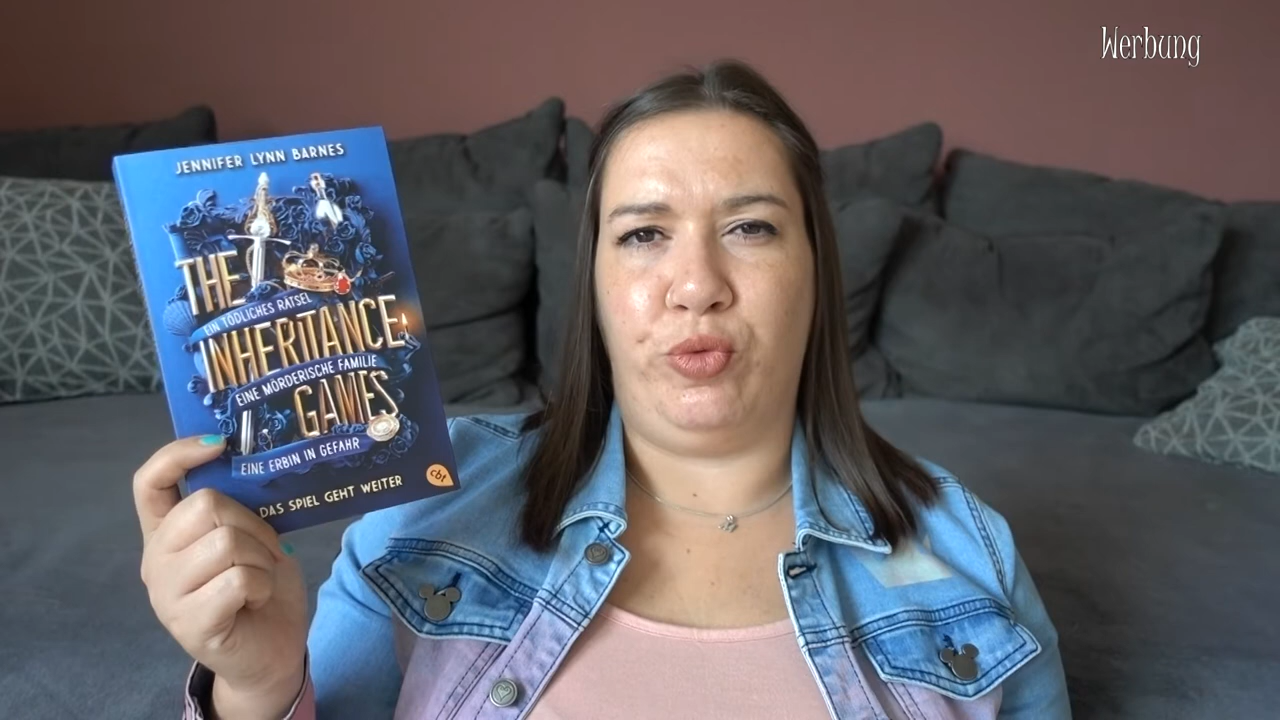 Werbung
JENNIFER LYNN BARNES
THE
EIN TÖDLICHES RÄTSEL
INHERITANCE
EINE MÖRDERISCHE FAMILIE
GAMES
EINE ERBIN IN GEFAHR
cbt
DAS SPIEL GEHT WEITER